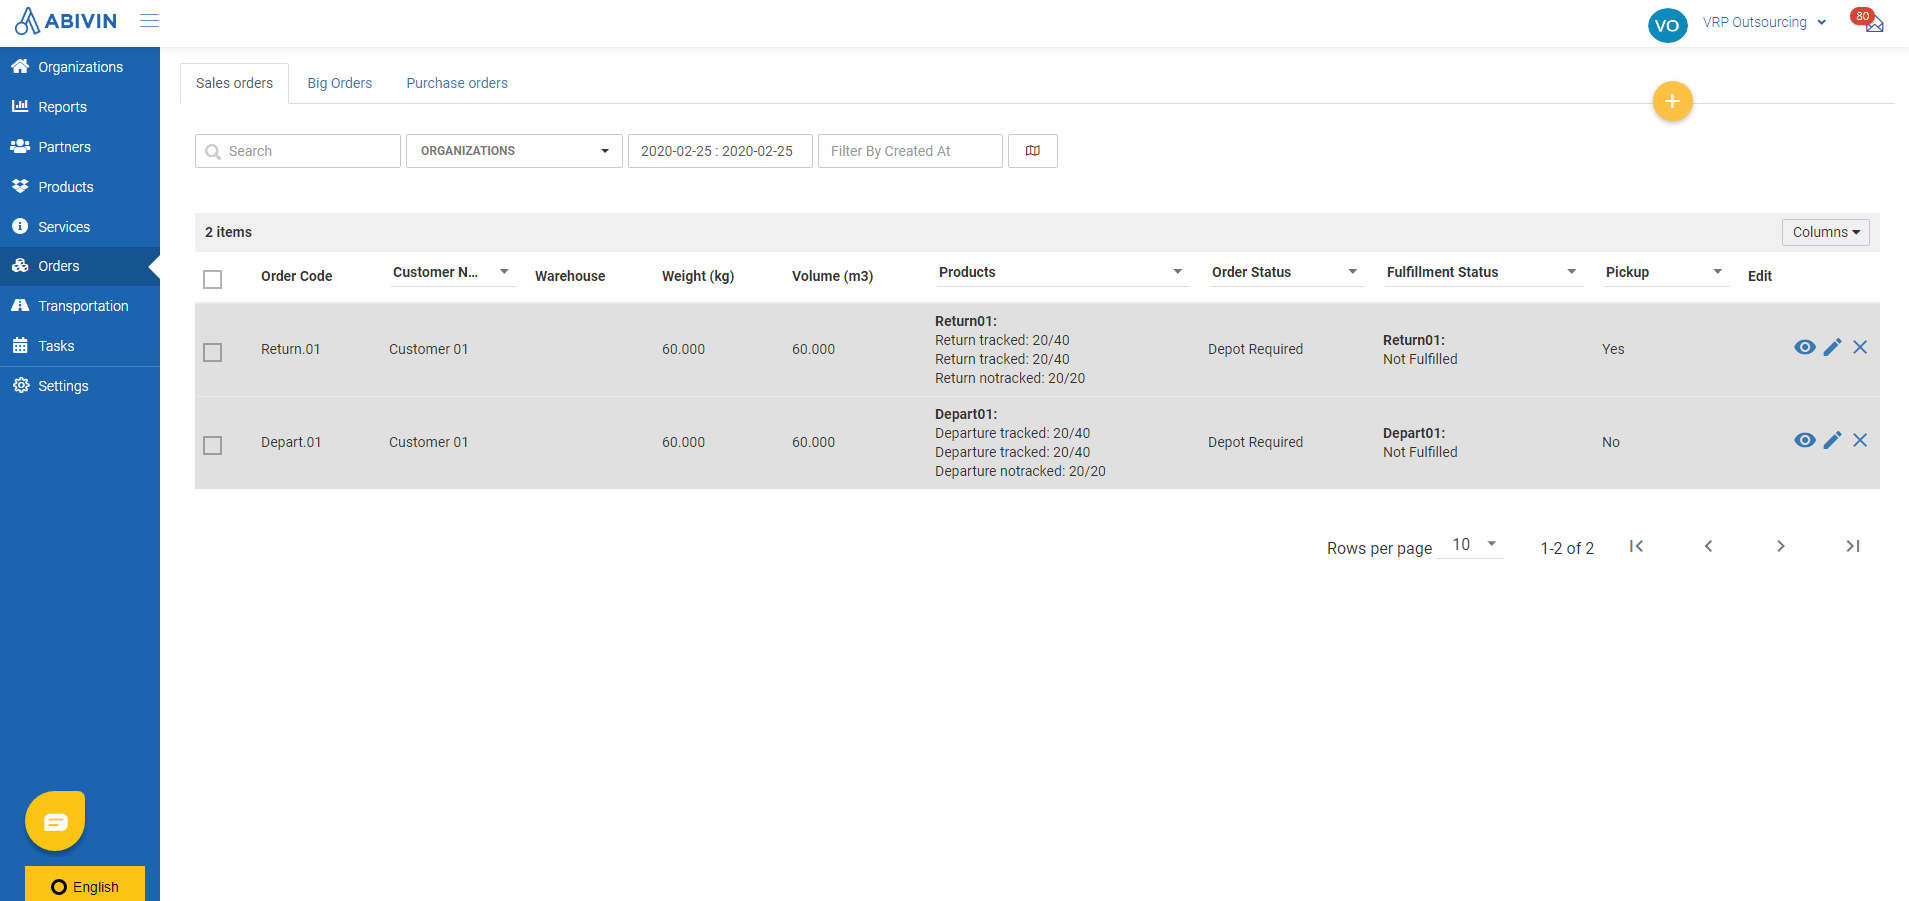 ABIVIN
VO
VRP Outsourcing
80
Organizations
Reports
Partners
Products
Services
Orders
Transportation
Tasks
Settings
English
Sales orders
Big Orders
Purchase orders
+
Search
ORGANIZATIONS
2020-02-25 : 2020-02-25
Filter By Created At
2 items
Columns
Order Code
Customer N...
Warehouse
Weight (kg)
Volume (m3)
Products
Order Status
Fulfillment Status
Pickup
Edit
Return.01
Customer 01
60.000
60.000
Return01:
Return tracked: 20/40
Return tracked: 20/40
Return notracked: 20/20
Depot Required
Return01:
Not Fulfilled
Yes
Depart.01
Customer 01
60.000
60.000
Depart01:
Departure tracked: 20/40
Departure tracked: 20/40
Departure notracked: 20/20
Depot Required
Depart01:
Not Fulfilled
No
Rows per page
10
1-2 of 2